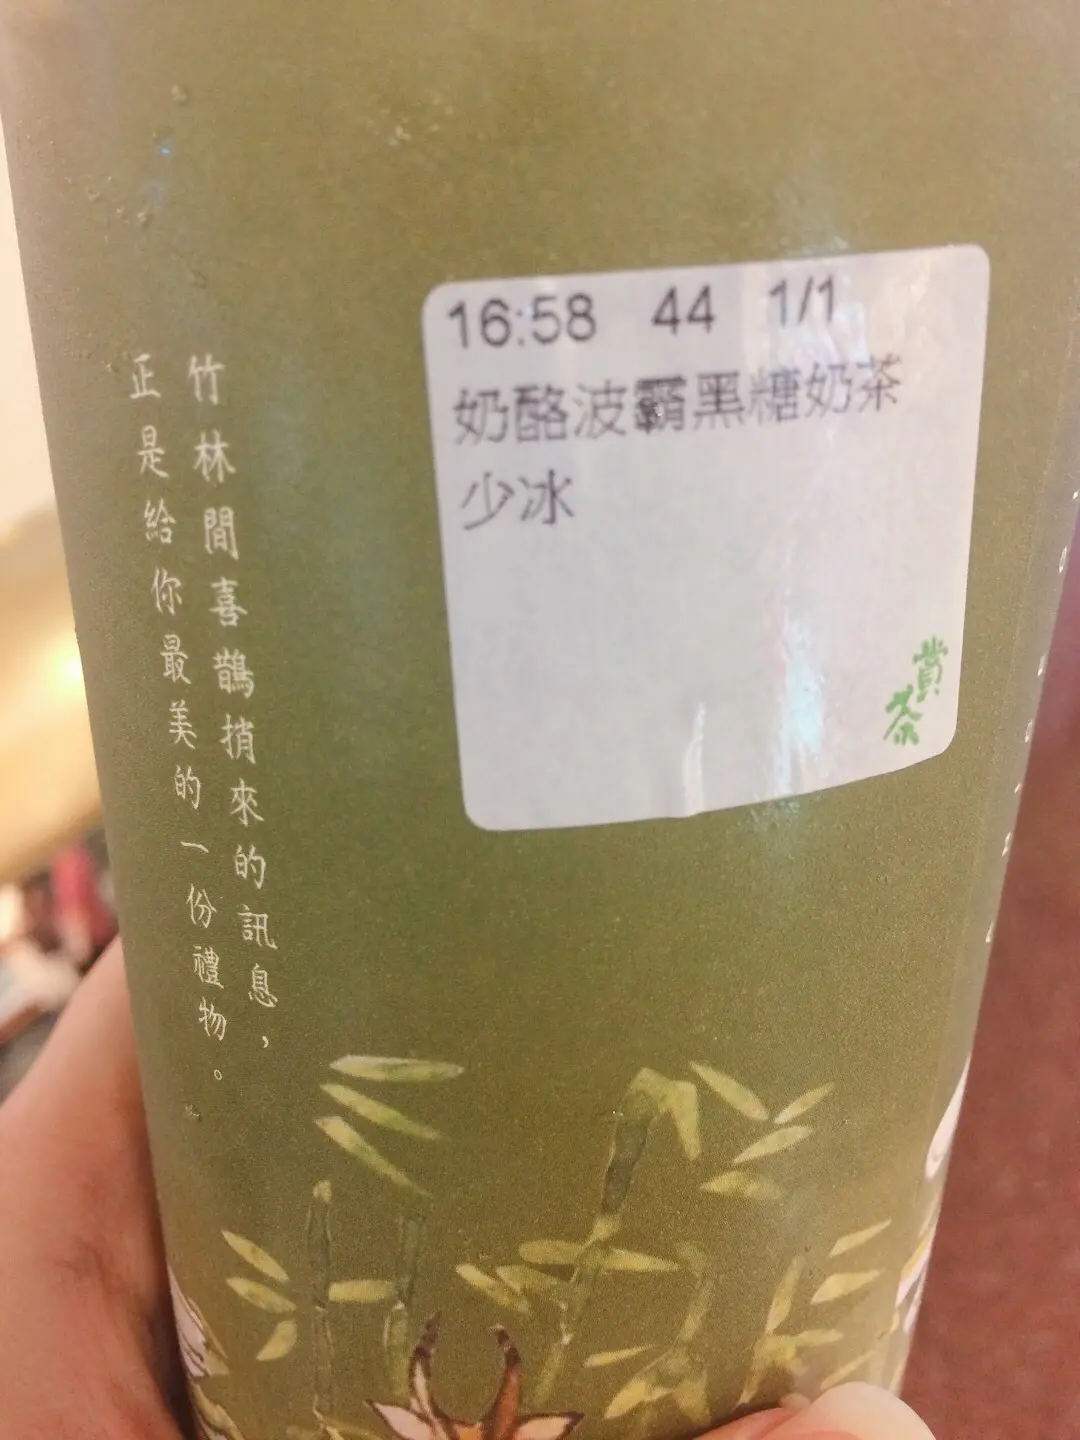 竹林間喜鵲捎來的訊息，
正是給你最美的一份禮物。
16:58 44 1/1
奶酪波霸黑糖奶茶
少冰
賞茶